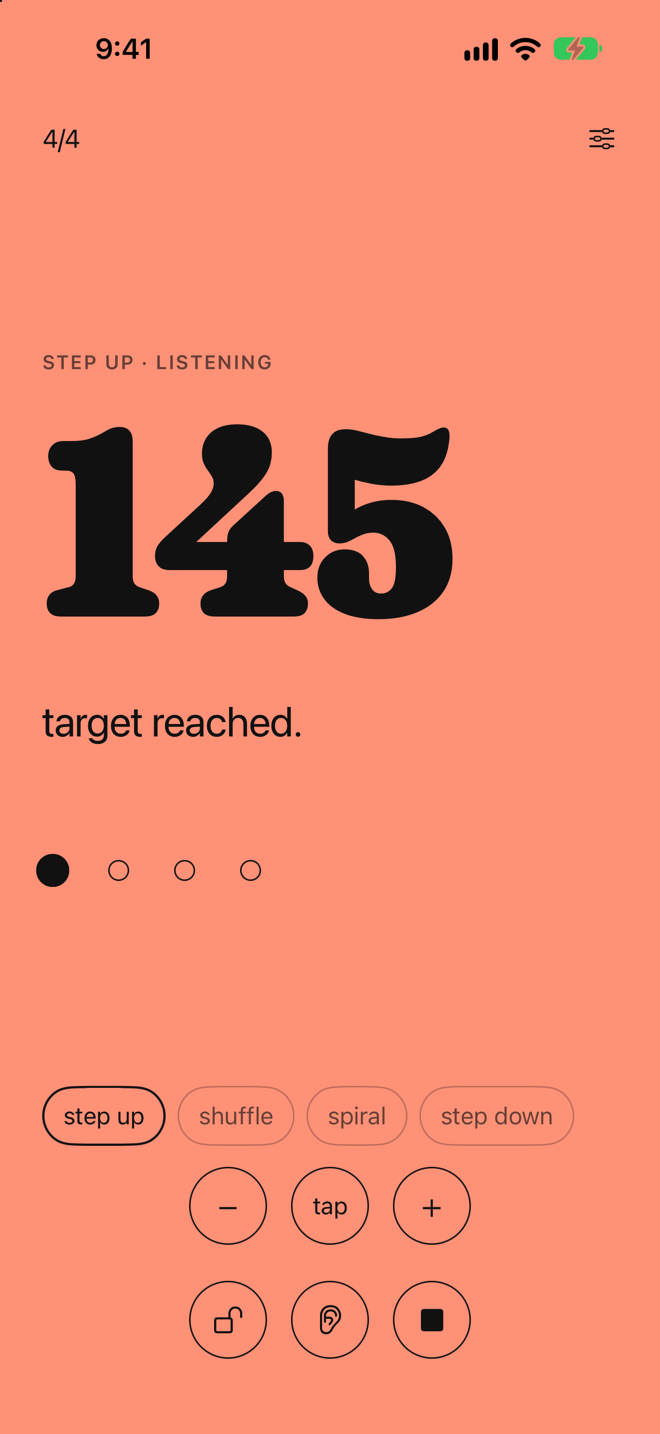 9:41
4/4
STEP UP · LISTENING
145
target reached.
step up
shuffle
spiral
step down
−
tap
+